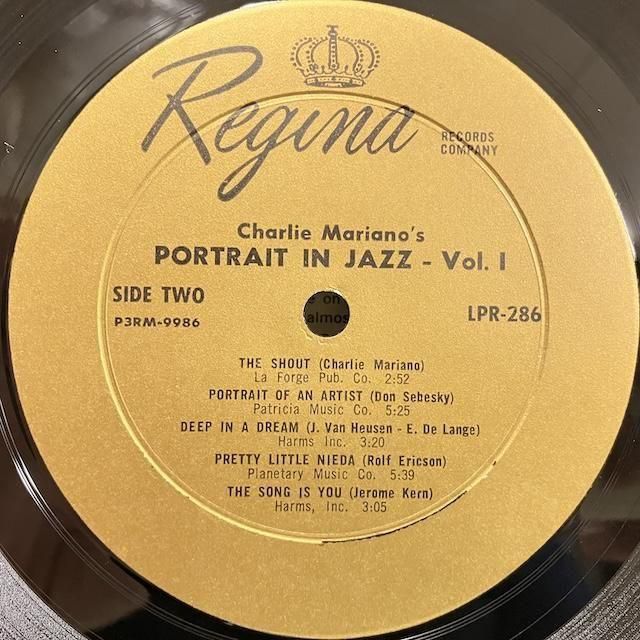 Regina
RECORDS
COMPANY
Charlie Mariano's
PORTRAIT IN JAZZ - Vol. I
SIDE TWO
P3RM-9986
LPR-286
e on
almos
THE SHOUT (Charlie Mariano)
La Forge Pub. Co. 2:52
PORTRAIT OF AN ARTIST (Don Sebesky)
Patricia Music Co. 5:25
DEEP IN A DREAM (J. Van Heusen - E. De Lange)
Harms Inc. 3:20
PRETTY LITTLE NIEDA (Rolf Ericson)
Planetary Music Co. 5:39
THE SONG IS YOU (Jerome Kern)
Harms, Inc. 3:05